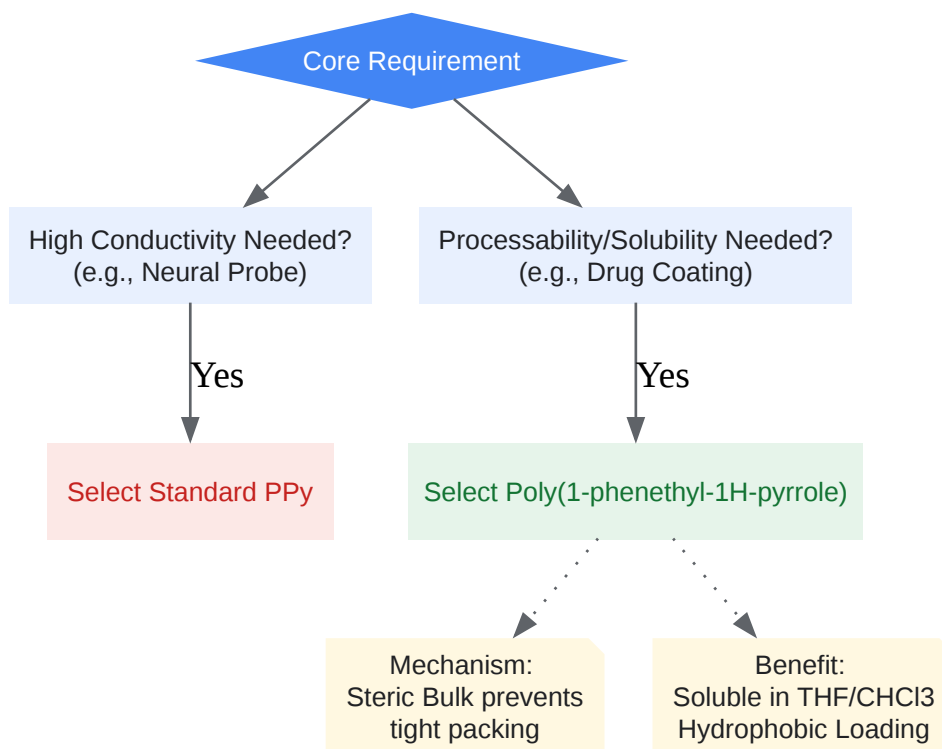 Core Requirement
High Conductivity Needed?
(e.g., Neural Probe)
Processability/Solubility Needed?
(e.g., Drug Coating)
Yes
Yes
Select Standard PPy
Select Poly(1-phenethyl-1H-pyrrole)
Mechanism:
Steric Bulk prevents
tight packing
Benefit:
Soluble in THF/CHCl3
Hydrophobic Loading